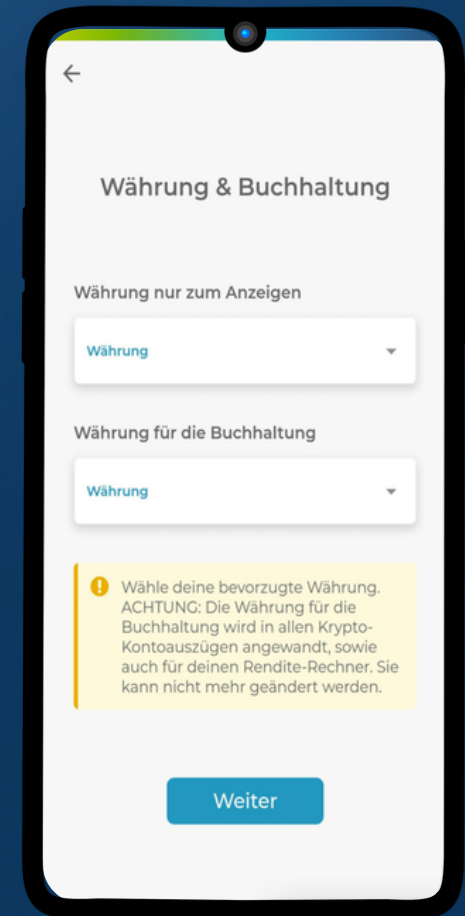 Währung & Buchhaltung
Währung nur zum Anzeigen
Währung
Währung für die Buchhaltung
Währung
Wähle deine bevorzugte Währung.
ACHTUNG: Die Währung für die
Buchhaltung wird in allen Krypto-
Kontoauszügen angewandt, sowie
auch für deinen Rendite-Rechner. Sie
kann nicht mehr geändert werden.
Weiter